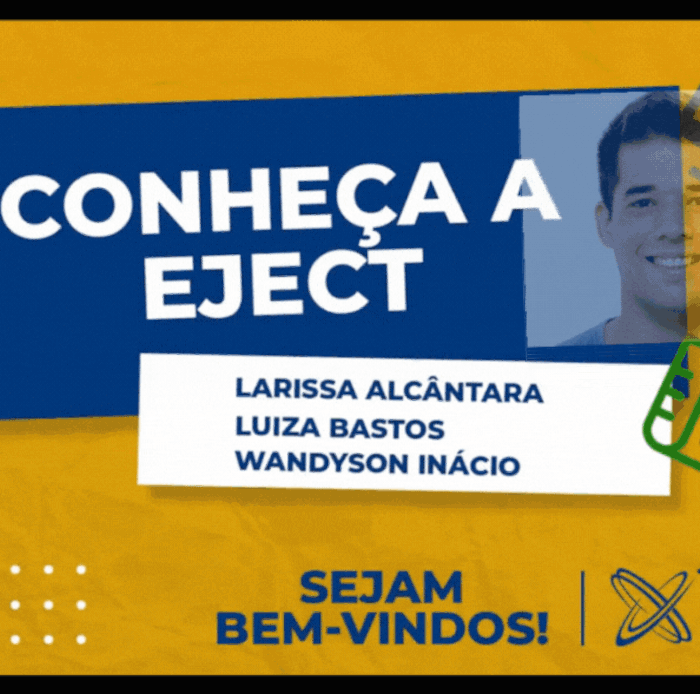 CONHEÇA A
EJECT
LARISSA ALCÂNTARA
LUIZA BASTOS
WANDYSON INÁCIO
SEJAM
BEM-VINDOS!